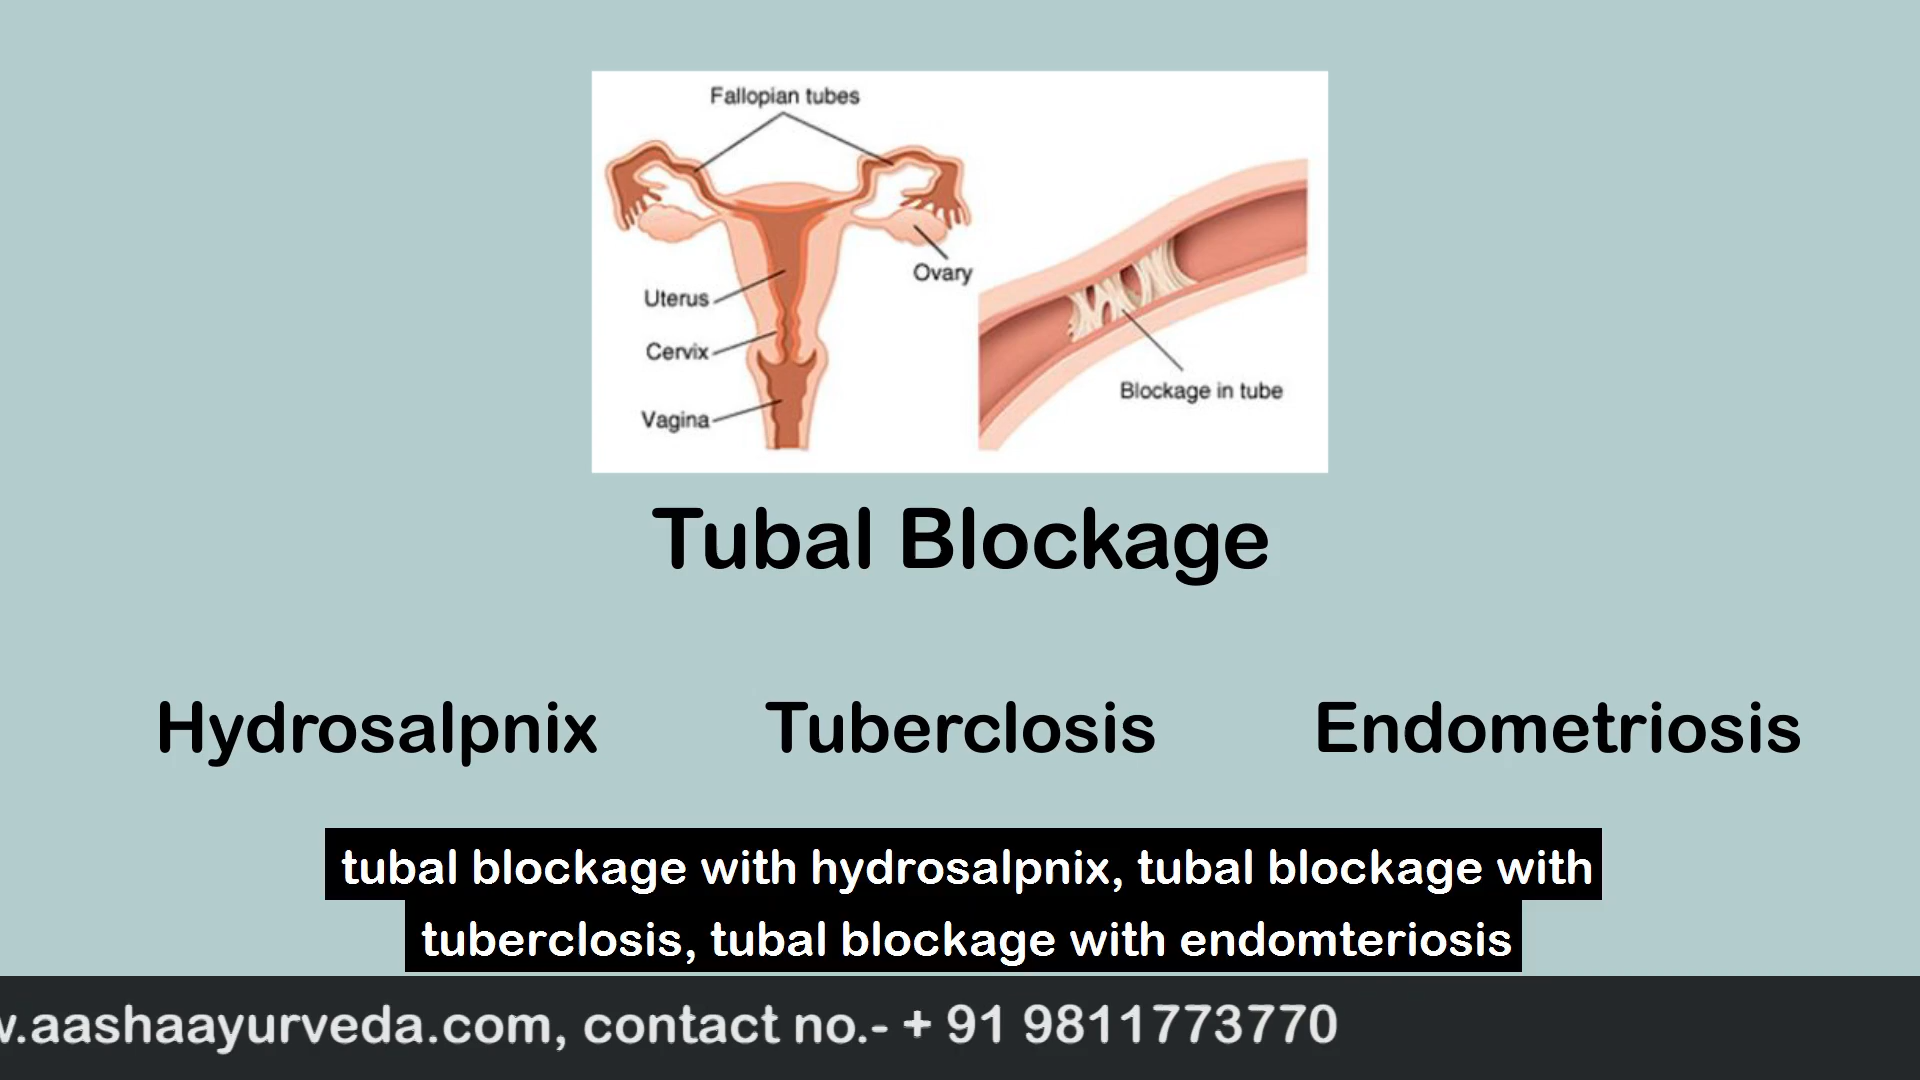 Fallopian tubes
Ovary
Uterus
Cervix
Blockage in tube
Vagina
Tubal Blockage
Hydrosalpnix Tuberclosis Endometriosis
tubal blockage with hydrosalpnix, tubal blockage with
tuberclosis, tubal blockage with endomteriosis
.aashaayurveda.com, contact no.- + 91 9811773770